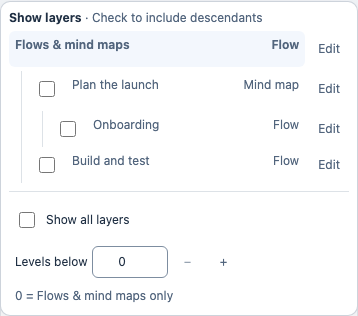 Show layers · Check to include descendants
Flows & mind maps Flow Edit
Plan the launch Mind map Edit
Onboarding Flow Edit
Build and test Flow Edit
Show all layers
Levels below 0 − +
0 = Flows & mind maps only